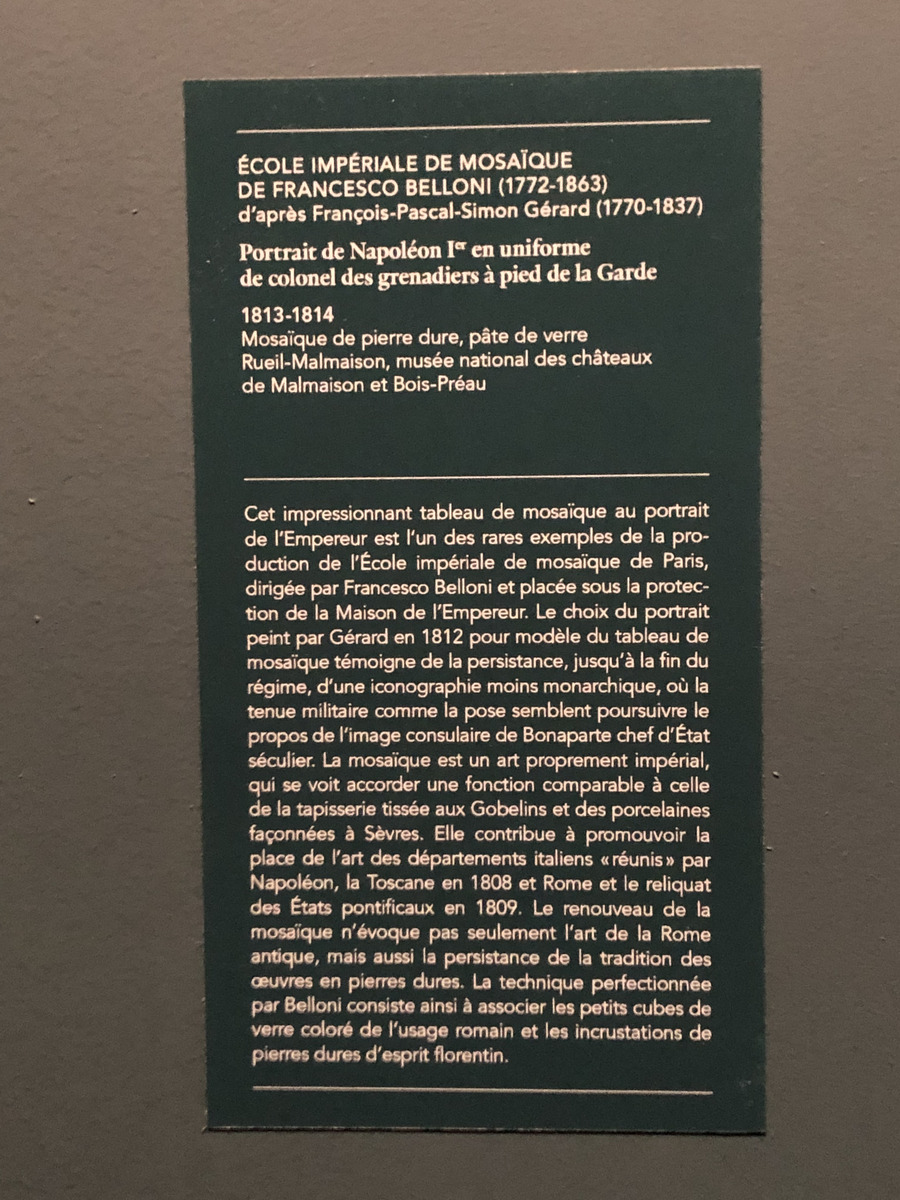 ÉCOLE IMPÉRIALE DE MOSAÏQUE
DE FRANCESCO BELLONI (1772-1863)
d'après François-Pascal-Simon Gérard (1770-1837)
Portrait de Napoléon Ier en uniforme
de colonel des grenadiers à pied de la Garde
1813-1814
Mosaïque de pierre dure, pâte de verre
Rueil-Malmaison, musée national des châteaux
de Malmaison et Bois-Préau
Cet impressionnant tableau de mosaïque au portrait
de l'Empereur est l'un des rares exemples de la pro-
duction de l'École impériale de mosaïque de Paris,
dirigée par Francesco Belloni et placée sous la protec-
tion de la Maison de l'Empereur. Le choix du portrait
peint par Gérard en 1812 pour modèle du tableau de
mosaïque témoigne de la persistance, jusqu'à la fin du
régime, d'une iconographie moins monarchique, où la
tenue militaire comme la pose semblent poursuivre le
propos de l'image consulaire de Bonaparte chef d'État
séculier. La mosaïque est un art proprement impérial,
qui se voit accorder une fonction comparable à celle
de la tapisserie tissée aux Gobelins et des porcelaines
façonnées à Sèvres. Elle contribue à promouvoir la
place de l'art des départements italiens «réunis» par
Napoléon, la Toscane en 1808 et Rome et le reliquat
des États pontificaux en 1809. Le renouveau de la
mosaïque n'évoque pas seulement l'art de la Rome
antique, mais aussi la persistance de la tradition des
œuvres en pierres dures. La technique perfectionnée
par Belloni consiste ainsi à associer les petits cubes de
verre coloré de l'usage romain et les incrustations de
pierres dures d'esprit florentin.